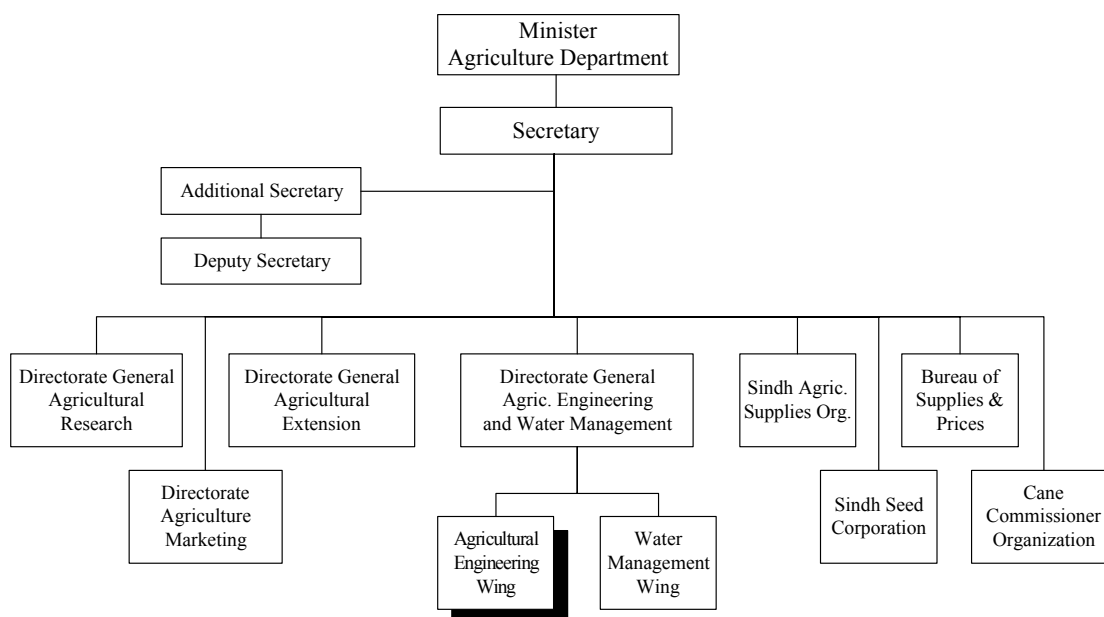 Minister
Agriculture Department
Secretary
Additional Secretary
Deputy Secretary
Directorate General
Agricultural
Research
Directorate General
Agricultural
Extension
Directorate General
Agric. Engineering
and Water Management
Sindh Agric.
Supplies Org.
Bureau of
Supplies &
Prices
Directorate
Agriculture
Marketing
Agricultural
Engineering
Wing
Water
Management
Wing
Sindh Seed
Corporation
Cane
Commissioner
Organization